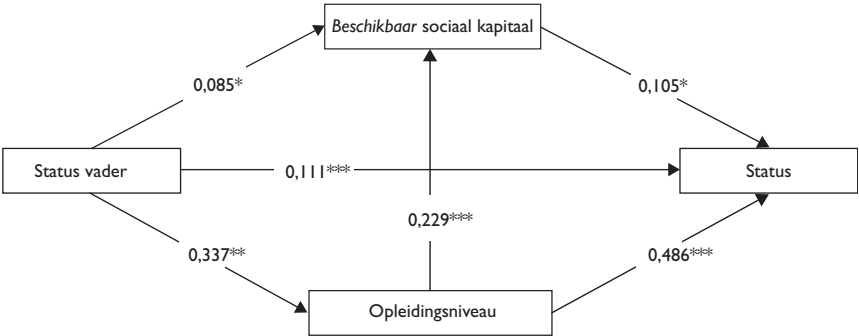 Beschikbaar sociaal kapitaal
0,085*
0,105*
Status vader
0,111***
Status
0,229***
0,337**
0,486***
Opleidingsniveau